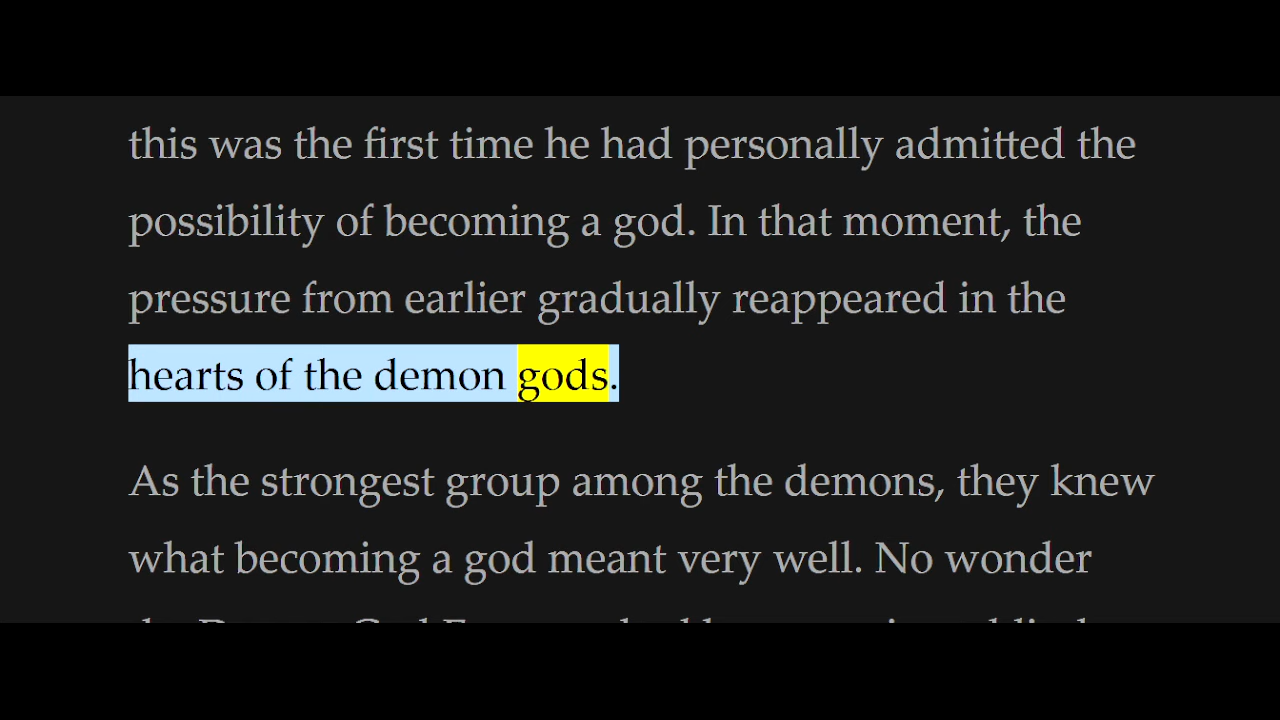 this was the first time he had personally admitted the
possibility of becoming a god. In that moment, the
pressure from earlier gradually reappeared in the
hearts of the demon gods.
As the strongest group among the demons, they knew
what becoming a god meant very well. No wonder